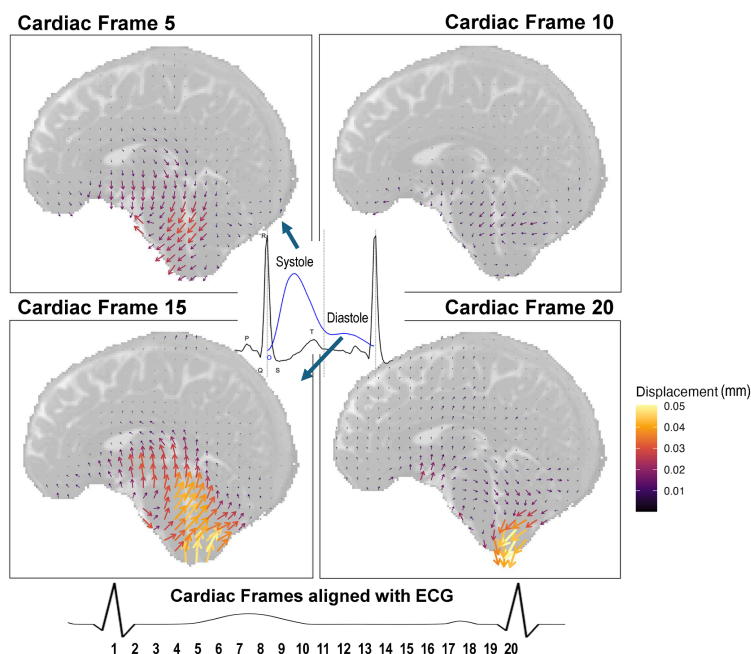 Cardiac Frame 5
Cardiac Frame 10
R
Systole
Diastole
P
T
D
Q
S
Cardiac Frame 15
Cardiac Frame 20
Displacement (mm)
0.05
0.04
0.03
0.02
0.01
Cardiac Frames aligned with ECG
1 2 3 4 5 6 7 8 9 10 11 12 13 14 15 16 17 18 19 20